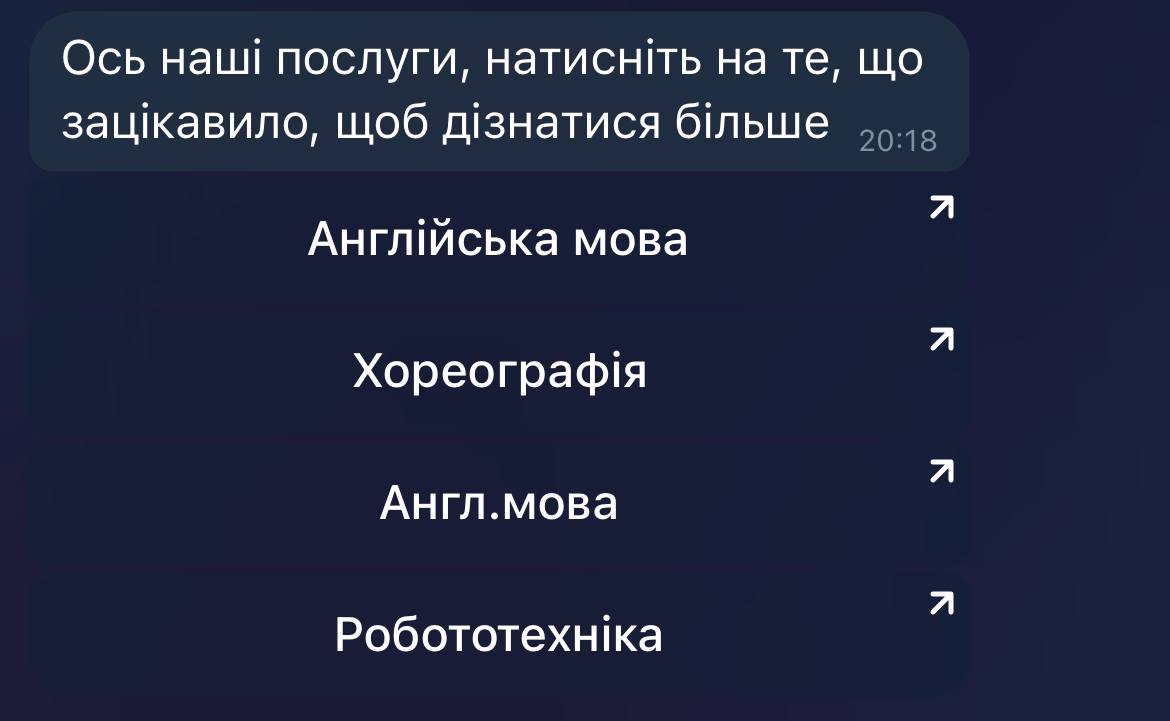 Ось наші послуги, натисніть на те, що
зацікавило, щоб дізнатися більше
20:18
Англійська мова
Хореографія
Англ.мова
Робототехніка